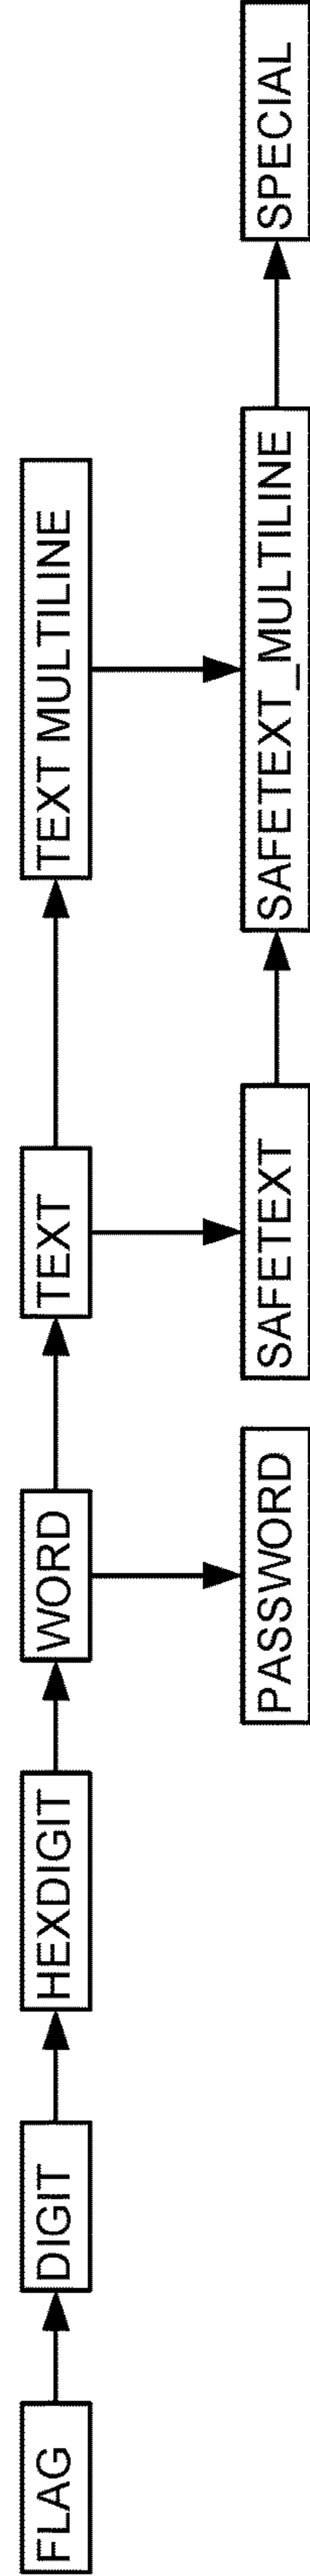 FLAG
DIGIT
HEXDIGIT
WORD
TEXT
TEXT MULTILINE
PASSWORD
SAFETEXT
SAFETEXT_MULTILINE
SPECIAL